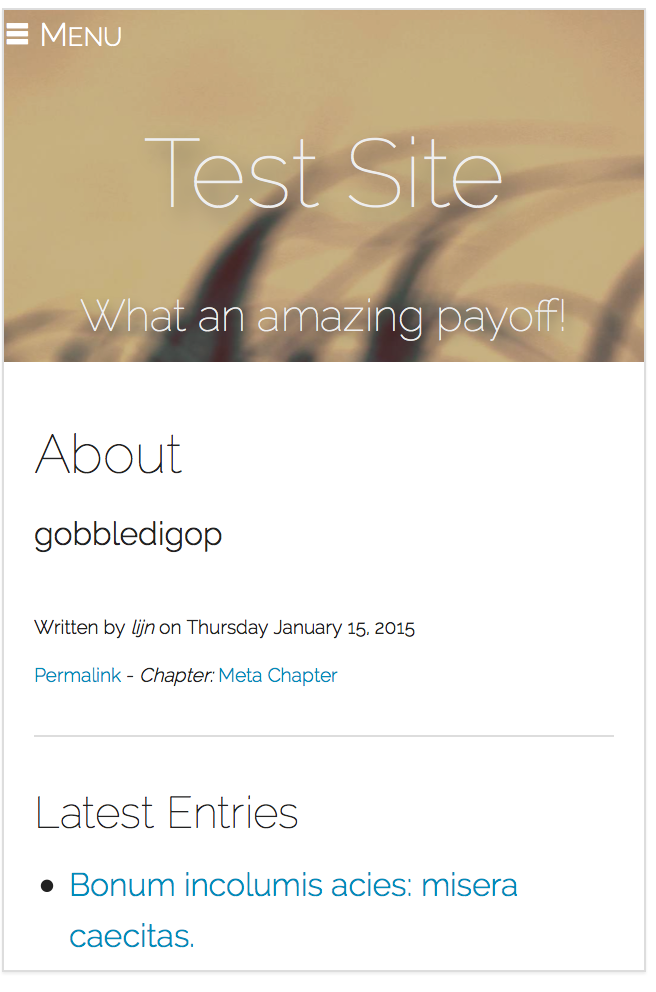 Menu
Test Site
What an amazing payoff!
About
gobbledigop
Written by lijn on Thursday January 15, 2015
Permalink - Chapter: Meta Chapter
Latest Entries
Bonum incolumis acies: misera
caecitas.